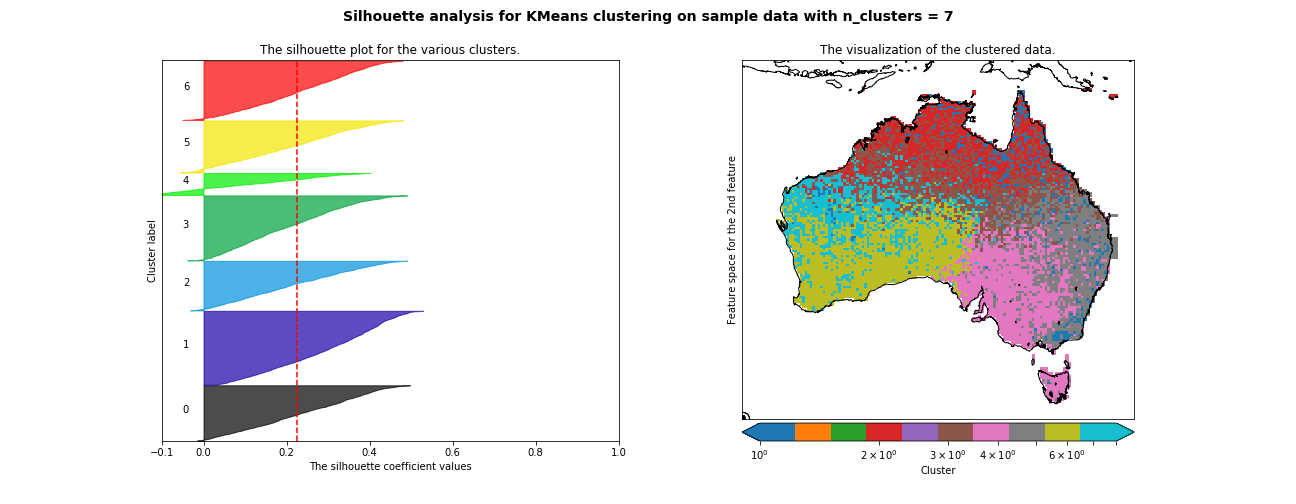 Silhouette analysis for KMeans clustering on sample data with n_clusters = 7
The silhouette plot for the various clusters.
6
5
4
3
2
1
0
Cluster label
−0.1 0.0 0.2 0.4 0.6 0.8 1.0
The silhouette coefficient values
The visualization of the clustered data.
Feature space for the 2nd feature
10⁰ 2 × 10⁰ 3 × 10⁰ 4 × 10⁰ 6 × 10⁰
Cluster